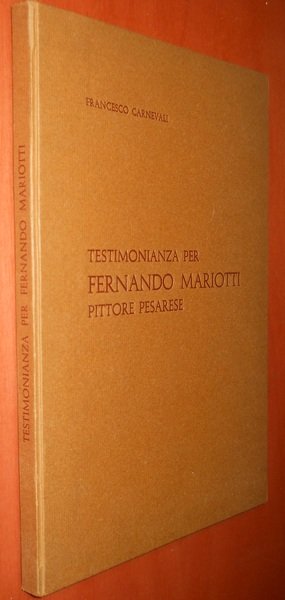 FRANCESCO CARNEVALI
TESTIMONIANZA PER
FERNANDO MARIOTTI
PITTORE PESARESE
TESTIMONIANZA PER FERNANDO MARIOTTI